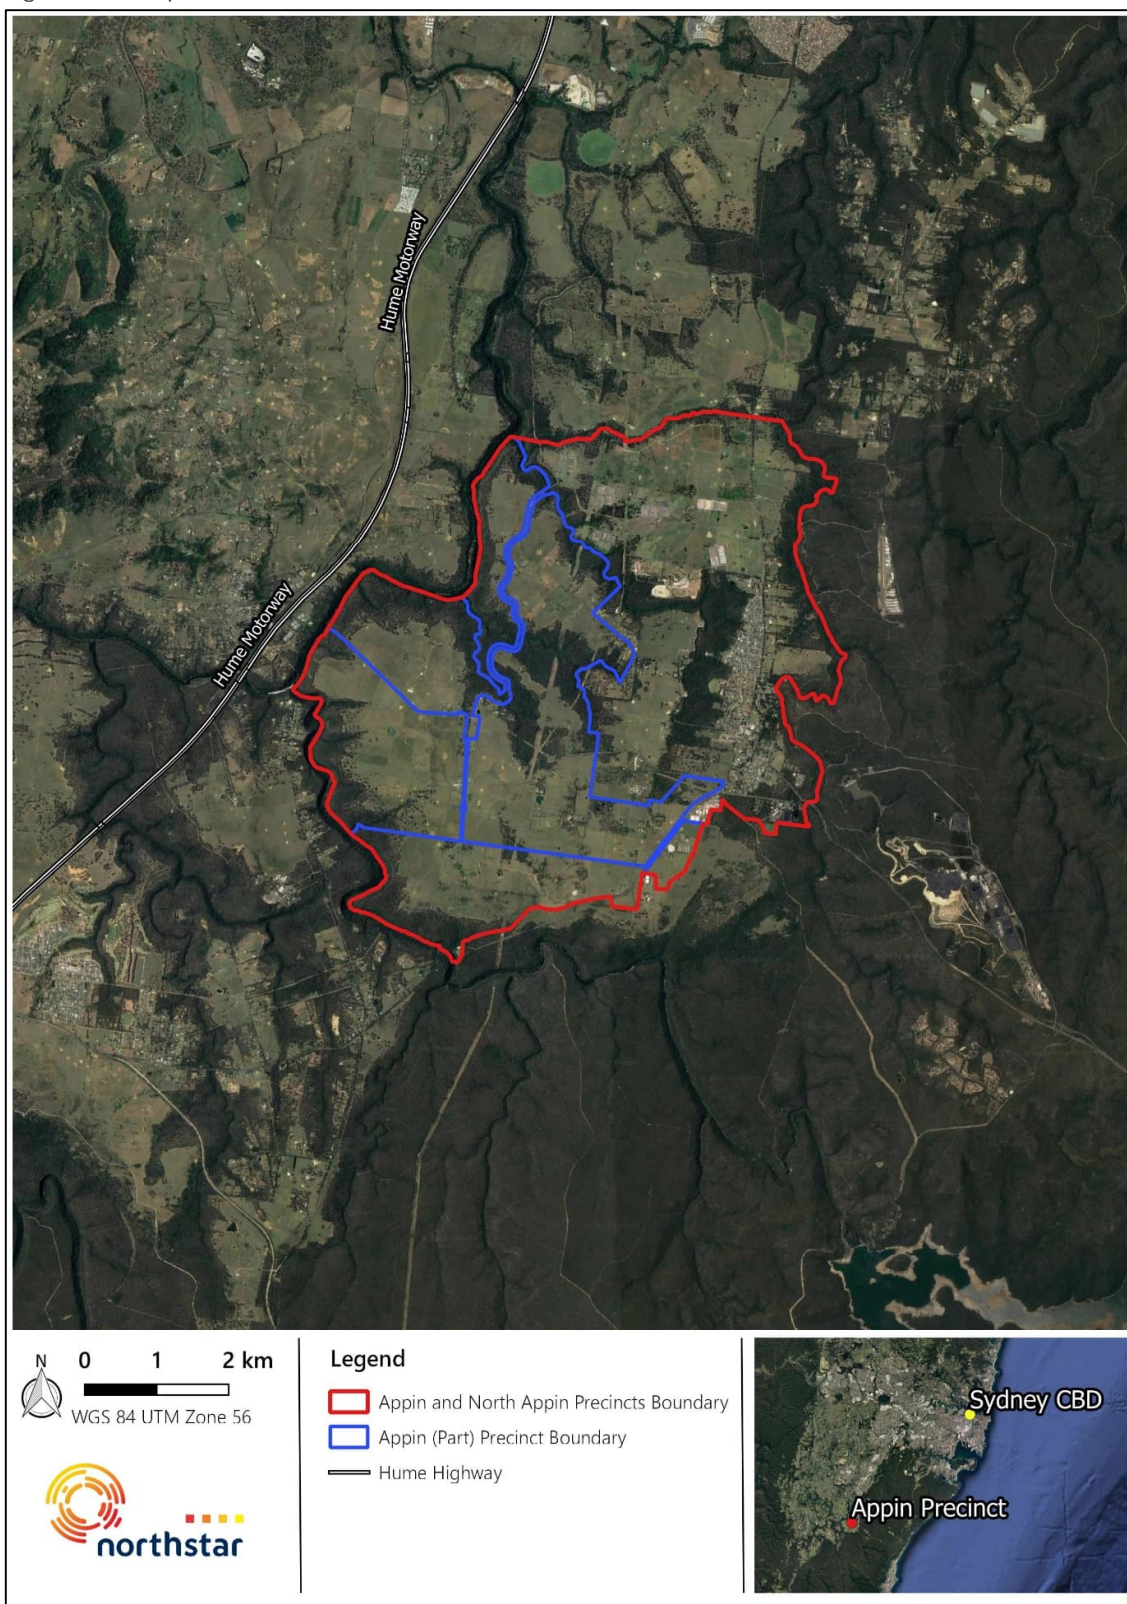 Hume Motorway
Hume Motorway
N
0 1 2 km
WGS 84 UTM Zone 56
northstar
Legend
Appin and North Appin Precincts Boundary
Appin (Part) Precinct Boundary
Hume Highway
Sydney CBD
Appin Precinct